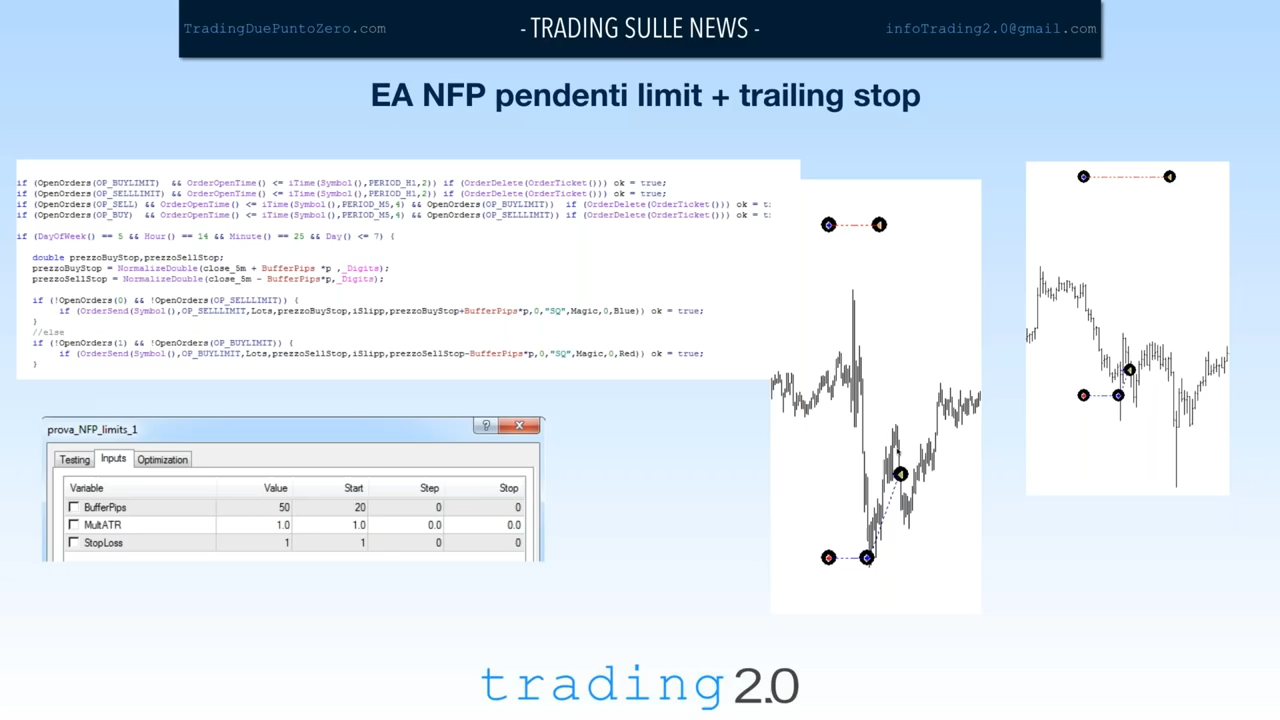 TradingDuePuntoZero.com
- TRADING SULLE NEWS -
infoTrading2.0@gmail.com
EA NFP pendenti limit + trailing stop
if (OpenOrders(OP_BUYLIMIT) && OrderOpenTime() <= iTime(Symbol(),PERIOD_H1,2)) if (OrderDelete(OrderTicket())) ok = true;
if (OpenOrders(OP_SELLLIMIT) && OrderOpenTime() <= iTime(Symbol(),PERIOD_H1,2)) if (OrderDelete(OrderTicket())) ok = true;
if (OpenOrders(OP_SELL) && OrderOpenTime() <= iTime(Symbol(),PERIOD_M5,4) && OpenOrders(OP_BUYLIMIT)) if (OrderDelete(OrderTicket())) ok = t
if (OpenOrders(OP_BUY) && OrderOpenTime() <= iTime(Symbol(),PERIOD_M5,4) && OpenOrders(OP_SELLLIMIT)) if (OrderDelete(OrderTicket())) ok = t
if (DayOfWeek() == 5 && Hour() == 14 && Minute() == 25 && Day() <= 7) {
double prezzoBuyStop,prezzoSellStop;
prezzoBuyStop = NormalizeDouble(close_5m + BufferPips *p ,_Digits);
prezzoSellStop = NormalizeDouble(close_5m - BufferPips*p,_Digits);
if (!OpenOrders(0) && !OpenOrders(OP_SELLLIMIT)) {
if (OrderSend(Symbol(),OP_SELLLIMIT,Lots,prezzoBuyStop,iSlipp,prezzoBuyStop+BufferPips*p,0,"SQ",Magic,0,Blue)) ok = true;
}
//else
if (!OpenOrders(1) && !OpenOrders(OP_BUYLIMIT)) {
if (OrderSend(Symbol(),OP_BUYLIMIT,Lots,prezzoSellStop,iSlipp,prezzoSellStop-BufferPips*p,0,"SQ",Magic,0,Red)) ok = true;
}
prova_NFP_limits_1
Testing Inputs Optimization
Variable Value Start Step Stop
BufferPips 50 20 0 0
MultATR 1.0 1.0 0.0 0.0
StopLoss 1 1 0 0
trading 2.0